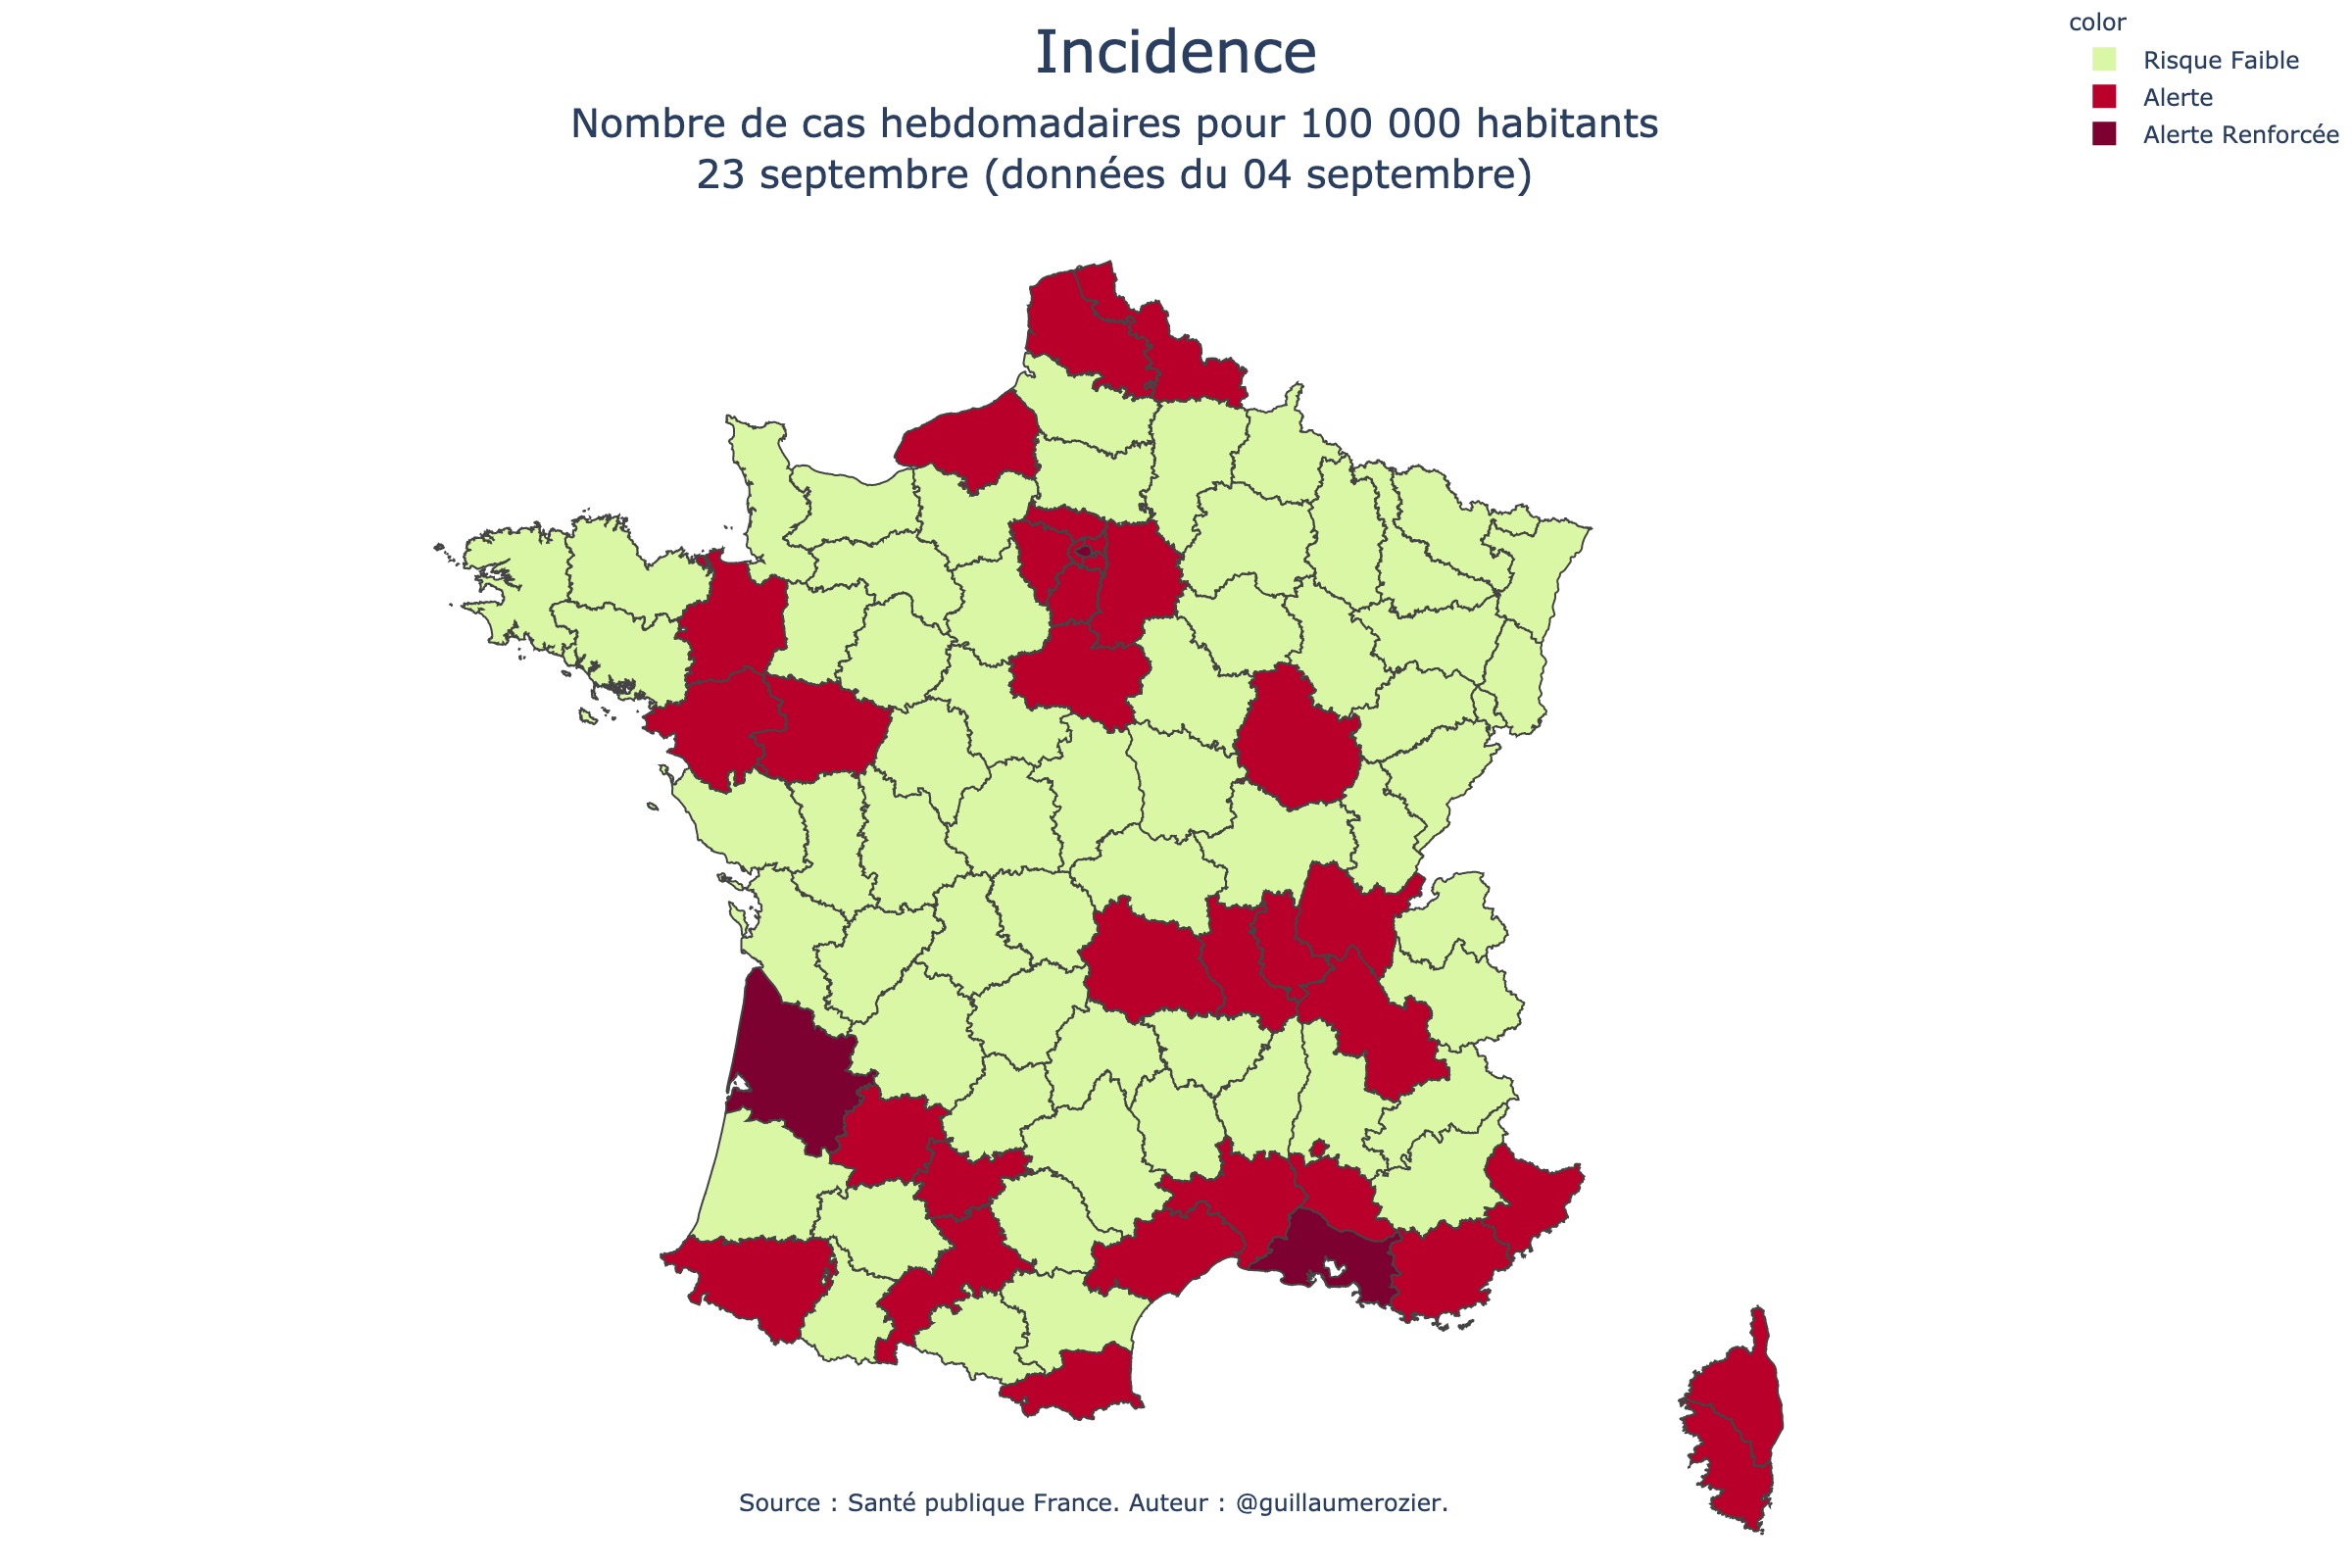 Incidence
Nombre de cas hebdomadaires pour 100 000 habitants
23 septembre (données du 04 septembre)
color
Risque Faible
Alerte
Alerte Renforcée
Source : Santé publique France. Auteur : @guillaumerozier.